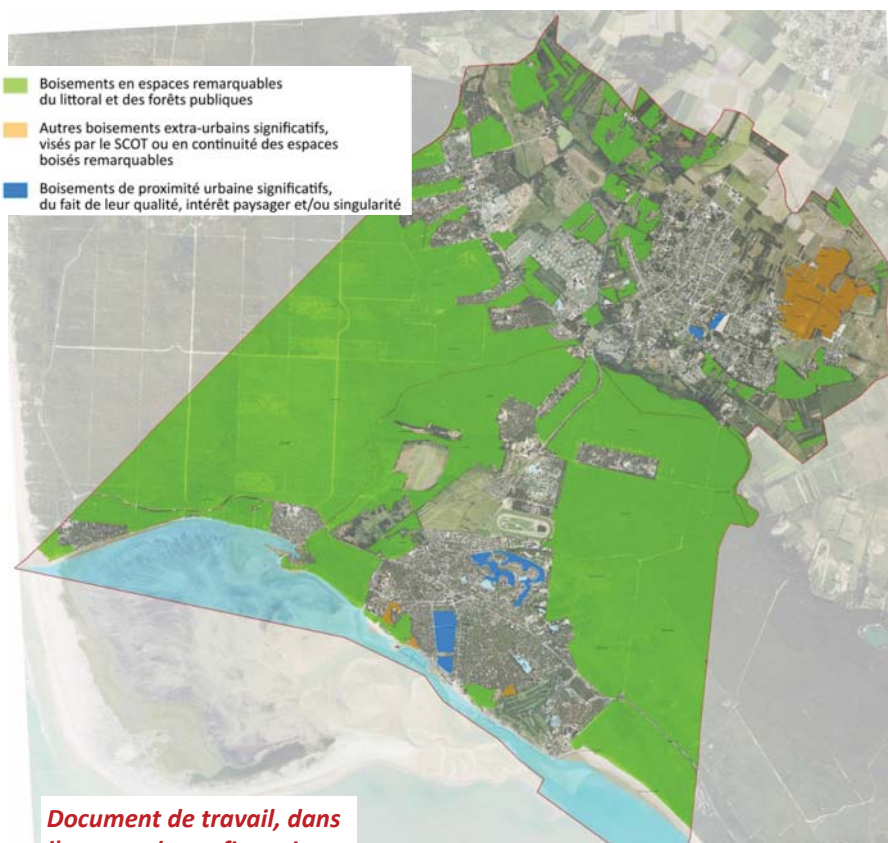 Boisements en espaces remarquables
du littoral et des forêts publiques
Autres boisements extra-urbains significatifs,
visés par le SCOT ou en continuité des espaces
boisés remarquables
Boisements de proximité urbaine significatifs,
du fait de leur qualité, intérêt paysager et/ou singularité
Document de travail, dans